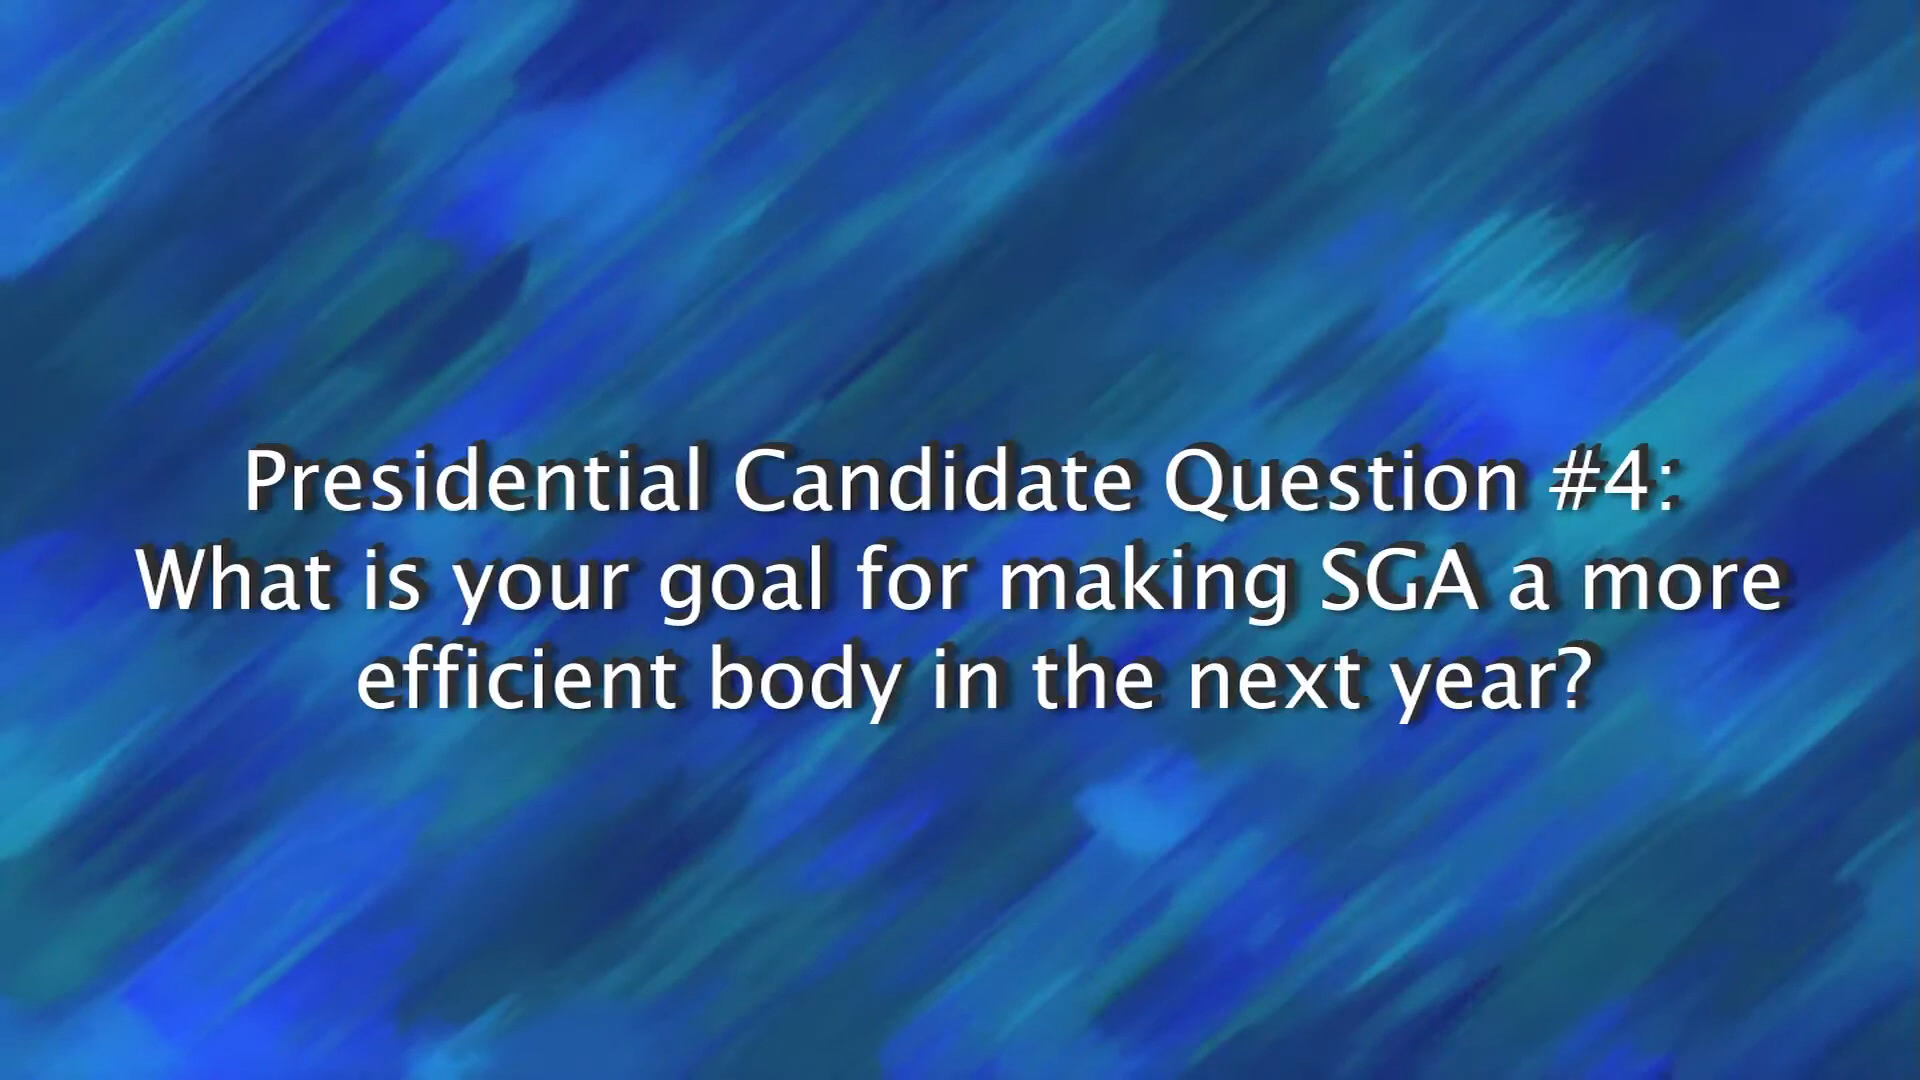 Presidential Candidate Question #4:
What is your goal for making SGA a more
efficient body in the next year?